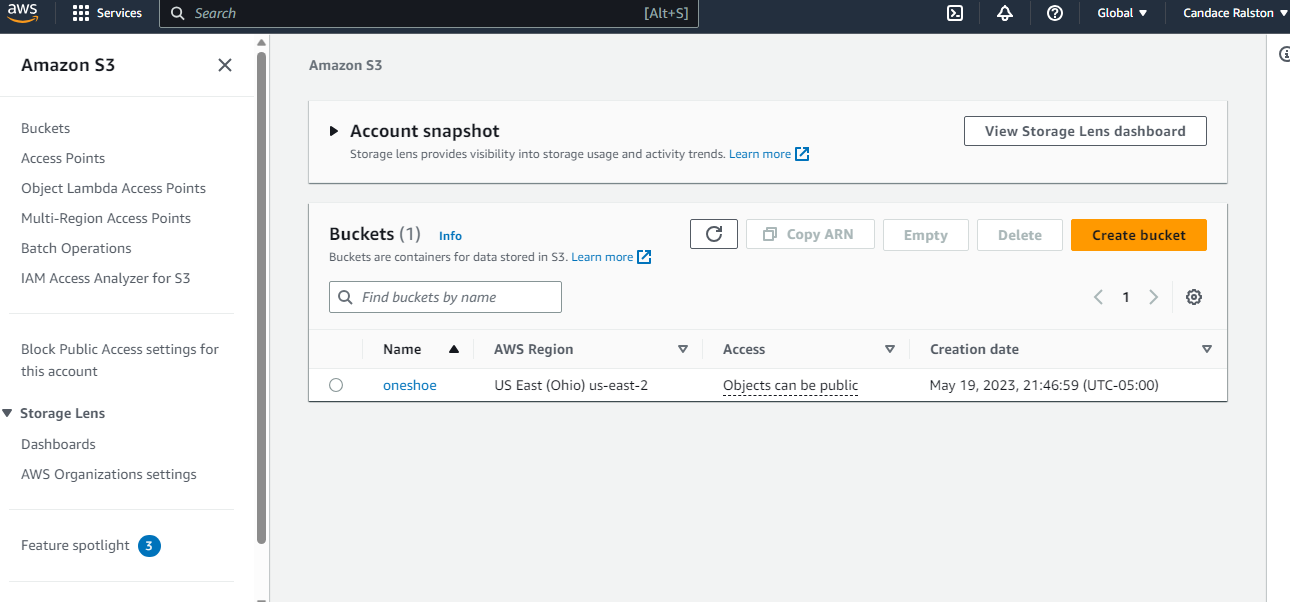 aws
Services
Search
[Alt+S]
Global
Candace Ralston
Amazon S3
Buckets
Access Points
Object Lambda Access Points
Multi-Region Access Points
Batch Operations
IAM Access Analyzer for S3
Block Public Access settings for
this account
Storage Lens
Dashboards
AWS Organizations settings
Feature spotlight 3
Amazon S3
Account snapshot
Storage lens provides visibility into storage usage and activity trends. Learn more
View Storage Lens dashboard
Buckets (1) Info
Buckets are containers for data stored in S3. Learn more
Copy ARN
Empty
Delete
Create bucket
Find buckets by name
1
Name AWS Region Access Creation date
oneshoe US East (Ohio) us-east-2 Objects can be public May 19, 2023, 21:46:59 (UTC-05:00)